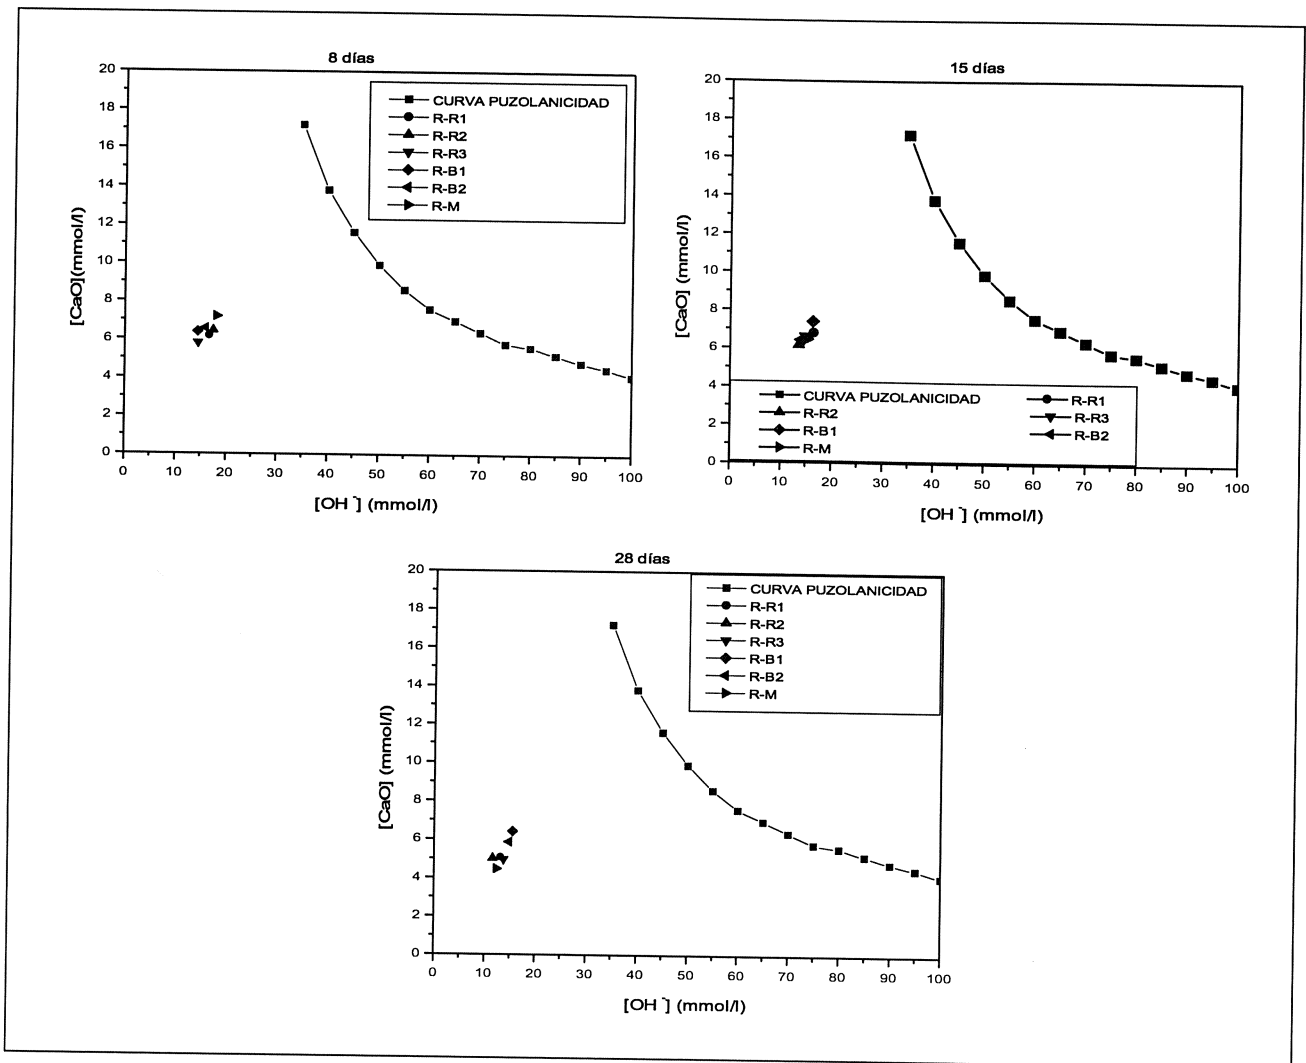 8 días
20
18
16
14
12
10
8
6
4
2
0
[CaO](mmol/l)
CURVA PUZOLANICIDAD
R-R1
R-R2
R-R3
R-B1
R-B2
R-M
0 10 20 30 40 50 60 70 80 90 100
[OH-] (mmol/l)
15 días
20
18
16
14
12
10
8
6
4
2
0
[CaO] (mmol/l)
CURVA PUZOLANICIDAD R-R1
R-R2 R-R3
R-B1 R-B2
R-M
0 10 20 30 40 50 60 70 80 90 100
[OH-] (mmol/l)
28 días
20
18
16
14
12
10
8
6
4
2
0
[CaO] (mmol/l)
CURVA PUZOLANICIDAD
R-R1
R-R2
R-R3
R-B1
R-B2
R-M
0 10 20 30 40 50 60 70 80 90 100
[OH-] (mmol/l)